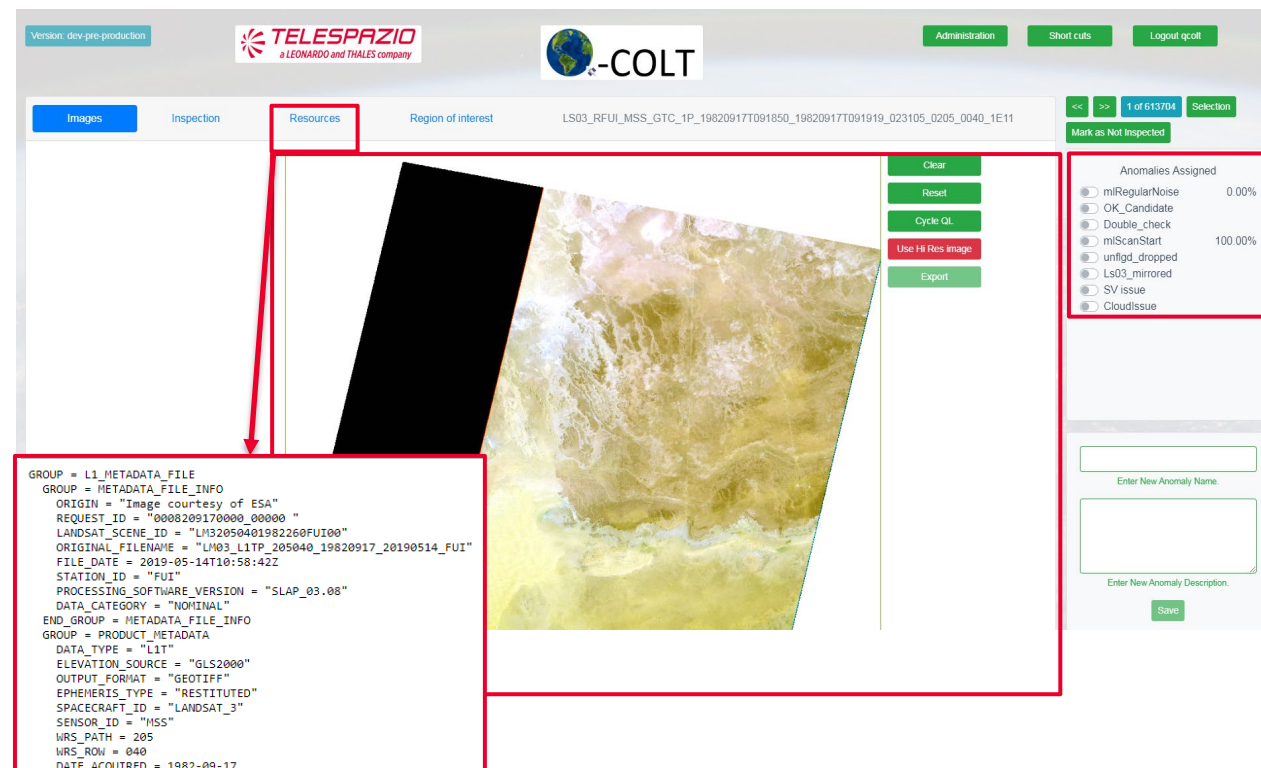 Version: dev-pre-production
TELESPAZIO
a LEONARDO and THALES company
-COLT
Administration
Short cuts
Logout qcolt
Images
Inspection
Resources
Region of interest
LS03_RFUI_MSS_GTC_1P_19820917T091850_19820917T091919_023105_0205_0040_1E11
<< >> 1 of 613704 Selection
Mark as Not Inspected
Clear
Reset
Cycle QL
Use Hi Res image
Export
Anomalies Assigned
mlRegularNoise 0.00%
OK_Candidate
Double_check
mlScanStart 100.00%
unflgd_dropped
Ls03_mirrored
SV issue
CloudIssue
Enter New Anomaly Name.
Enter New Anomaly Description.
Save
GROUP = L1_METADATA_FILE
GROUP = METADATA_FILE_INFO
ORIGIN = "Image courtesy of ESA"
REQUEST_ID = "0008209170000_00000 "
LANDSAT_SCENE_ID = "LM32050401982260FUI00"
ORIGINAL_FILENAME = "LM03_L1TP_205040_19820917_20190514_FUI"
FILE_DATE = 2019-05-14T10:58:42Z
STATION_ID = "FUI"
PROCESSING_SOFTWARE_VERSION = "SLAP_03.08"
DATA_CATEGORY = "NOMINAL"
END_GROUP = METADATA_FILE_INFO
GROUP = PRODUCT_METADATA
DATA_TYPE = "L1T"
ELEVATION_SOURCE = "GLS2000"
OUTPUT_FORMAT = "GEOTIFF"
EPHEMERIS_TYPE = "RESTITUTED"
SPACECRAFT_ID = "LANDSAT_3"
SENSOR_ID = "MSS"
WRS_PATH = 205
WRS_ROW = 040
DATE_ACQUIRED = 1982-09-17